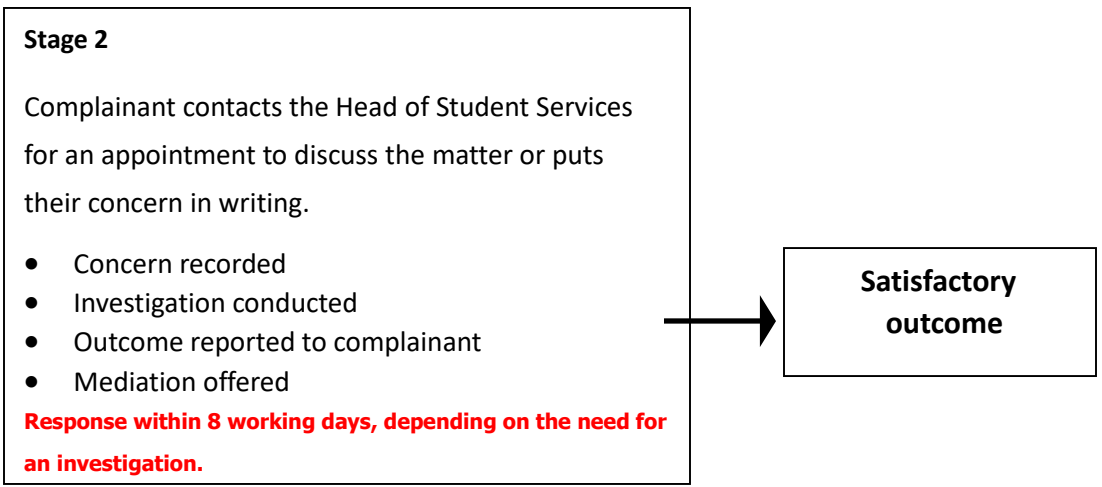 Stage 2
Complainant contacts the Head of Student Services
for an appointment to discuss the matter or puts
their concern in writing.
• Concern recorded
• Investigation conducted
• Outcome reported to complainant
• Mediation offered
Response within 8 working days, depending on the need for
an investigation.
Satisfactory
outcome